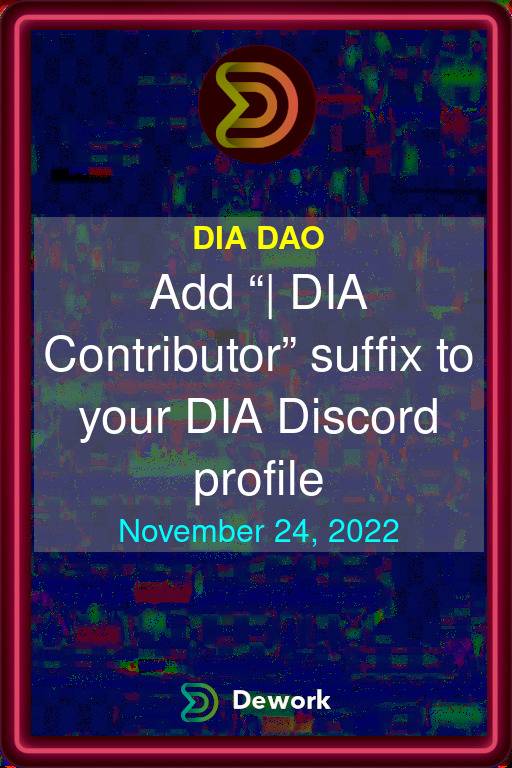 DIA DAO
Add “| DIA
Contributor” suffix to
your DIA Discord
profile
November 24, 2022
Dework